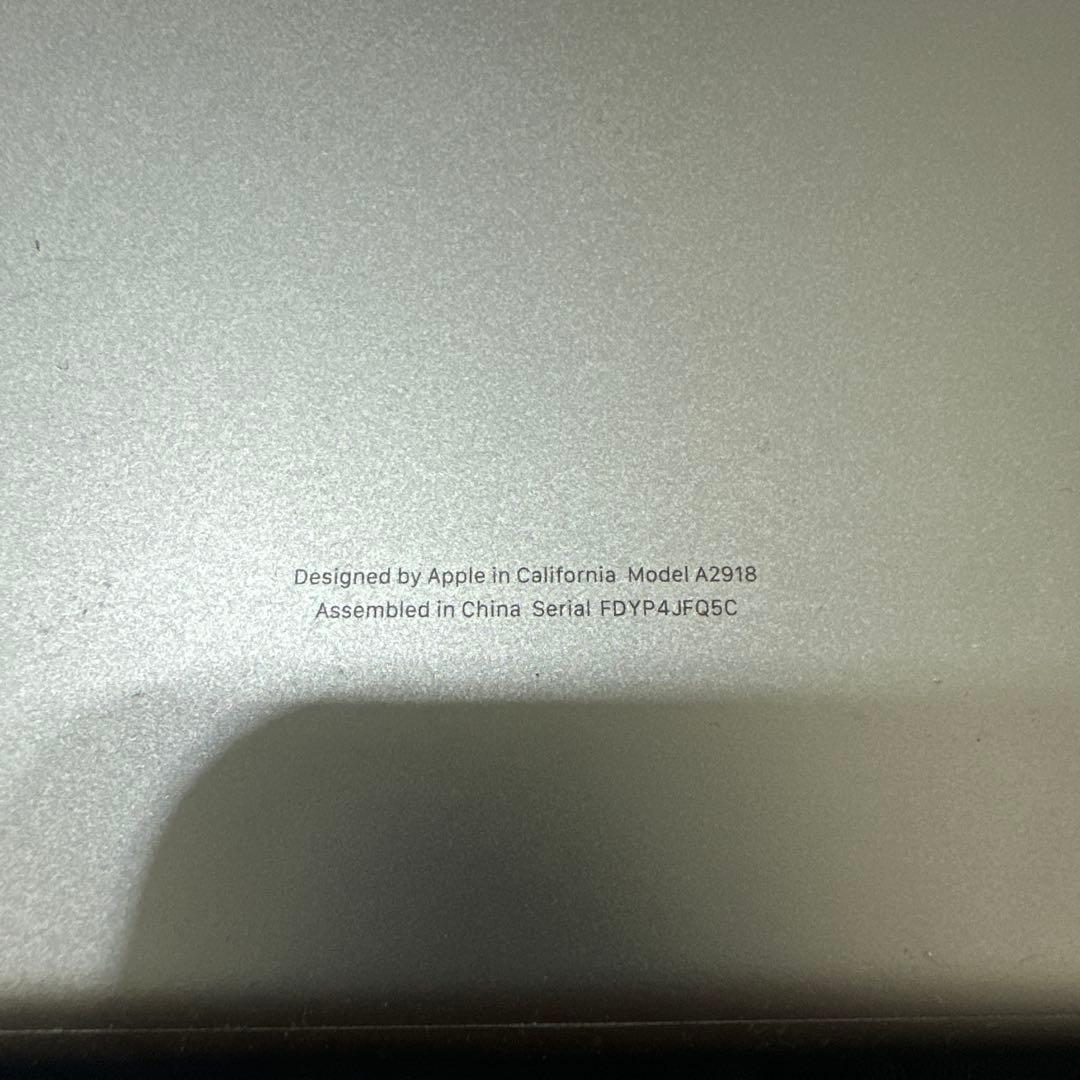 Designed by Apple in California Model A2918
Assembled in China Serial FDYP4JFQ5C